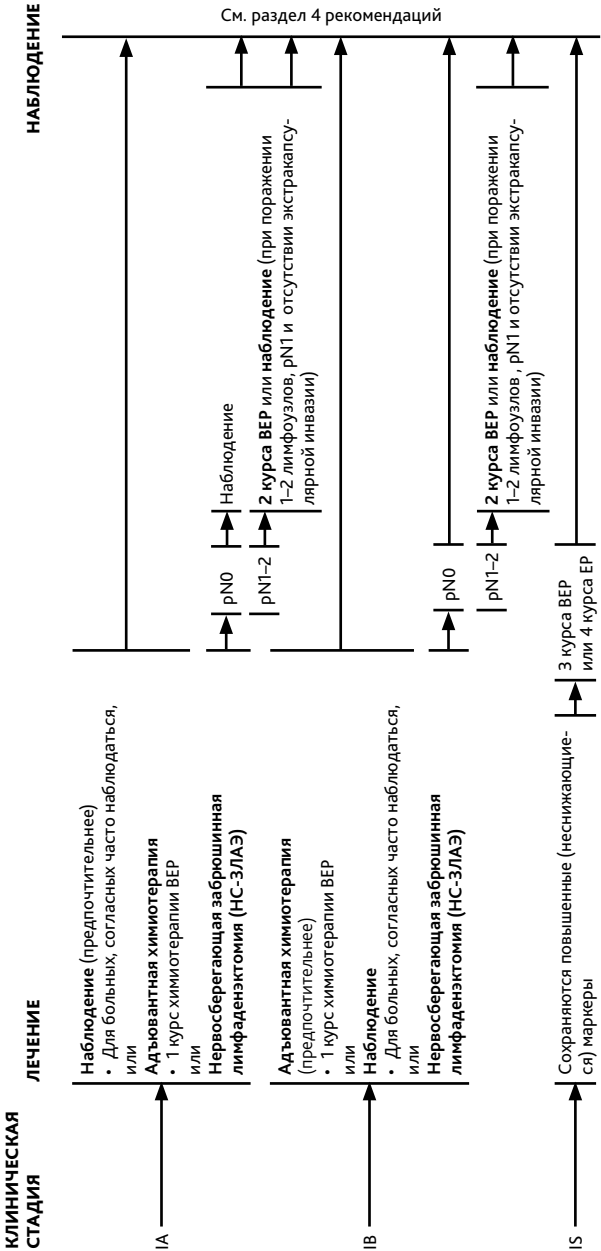 КЛИНИЧЕСКАЯ
СТАДИЯ
ЛЕЧЕНИЕ
НАБЛЮДЕНИЕ
IA
Наблюдение (предпочтительнее)
• Для больных, согласных часто наблюдаться,
или
Адъювантная химиотерапия
• 1 курс химиотерапии BEP
или
Нервосберегающая забрюшинная
лимфаденэктомия (НС-ЗЛАЭ)
pN0
Наблюдение
pN1–2
2 курса BEP или наблюдение (при поражении
1–2 лимфоузлов, pN1 и отсутствии экстракапсу-
лярной инвазии)
IB
Адъювантная химиотерапия
(предпочтительнее)
• 1 курс химиотерапии BEP
или
Наблюдение
• Для больных, согласных часто наблюдаться,
или
Нервосберегающая забрюшинная
лимфаденэктомия (НС-ЗЛАЭ)
pN0
pN1–2
2 курса BEP или наблюдение (при поражении
1–2 лимфоузлов , pN1 и отсутствии экстракапсу-
лярной инвазии)
IS
Сохраняются повышенные (неснижающие-
ся) маркеры
3 курса BEP
или 4 курса EP
См. раздел 4 рекомендаций